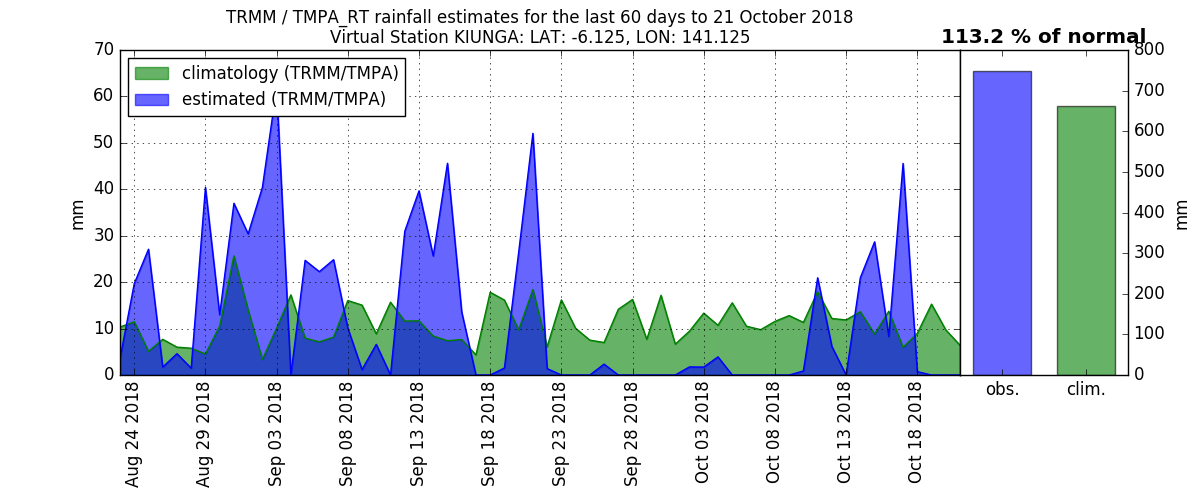 TRMM / TMPA_RT rainfall estimates for the last 60 days to 21 October 2018
Virtual Station KIUNGA: LAT: -6.125, LON: 141.125
113.2 % of normal
climatology (TRMM/TMPA)
estimated (TRMM/TMPA)
70
60
50
40
30
20
10
0
mm
Aug 24 2018
Aug 29 2018
Sep 03 2018
Sep 08 2018
Sep 13 2018
Sep 18 2018
Sep 23 2018
Sep 28 2018
Oct 03 2018
Oct 08 2018
Oct 13 2018
Oct 18 2018
obs.
clim.
800
700
600
500
400
300
200
100
0
mm